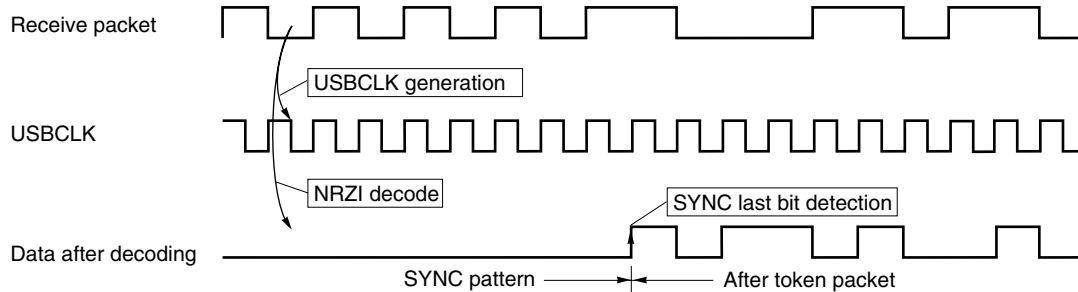 Receive packet
USBCLK generation
USBCLK
NRZI decode
SYNC last bit detection
Data after decoding
SYNC pattern
After token packet